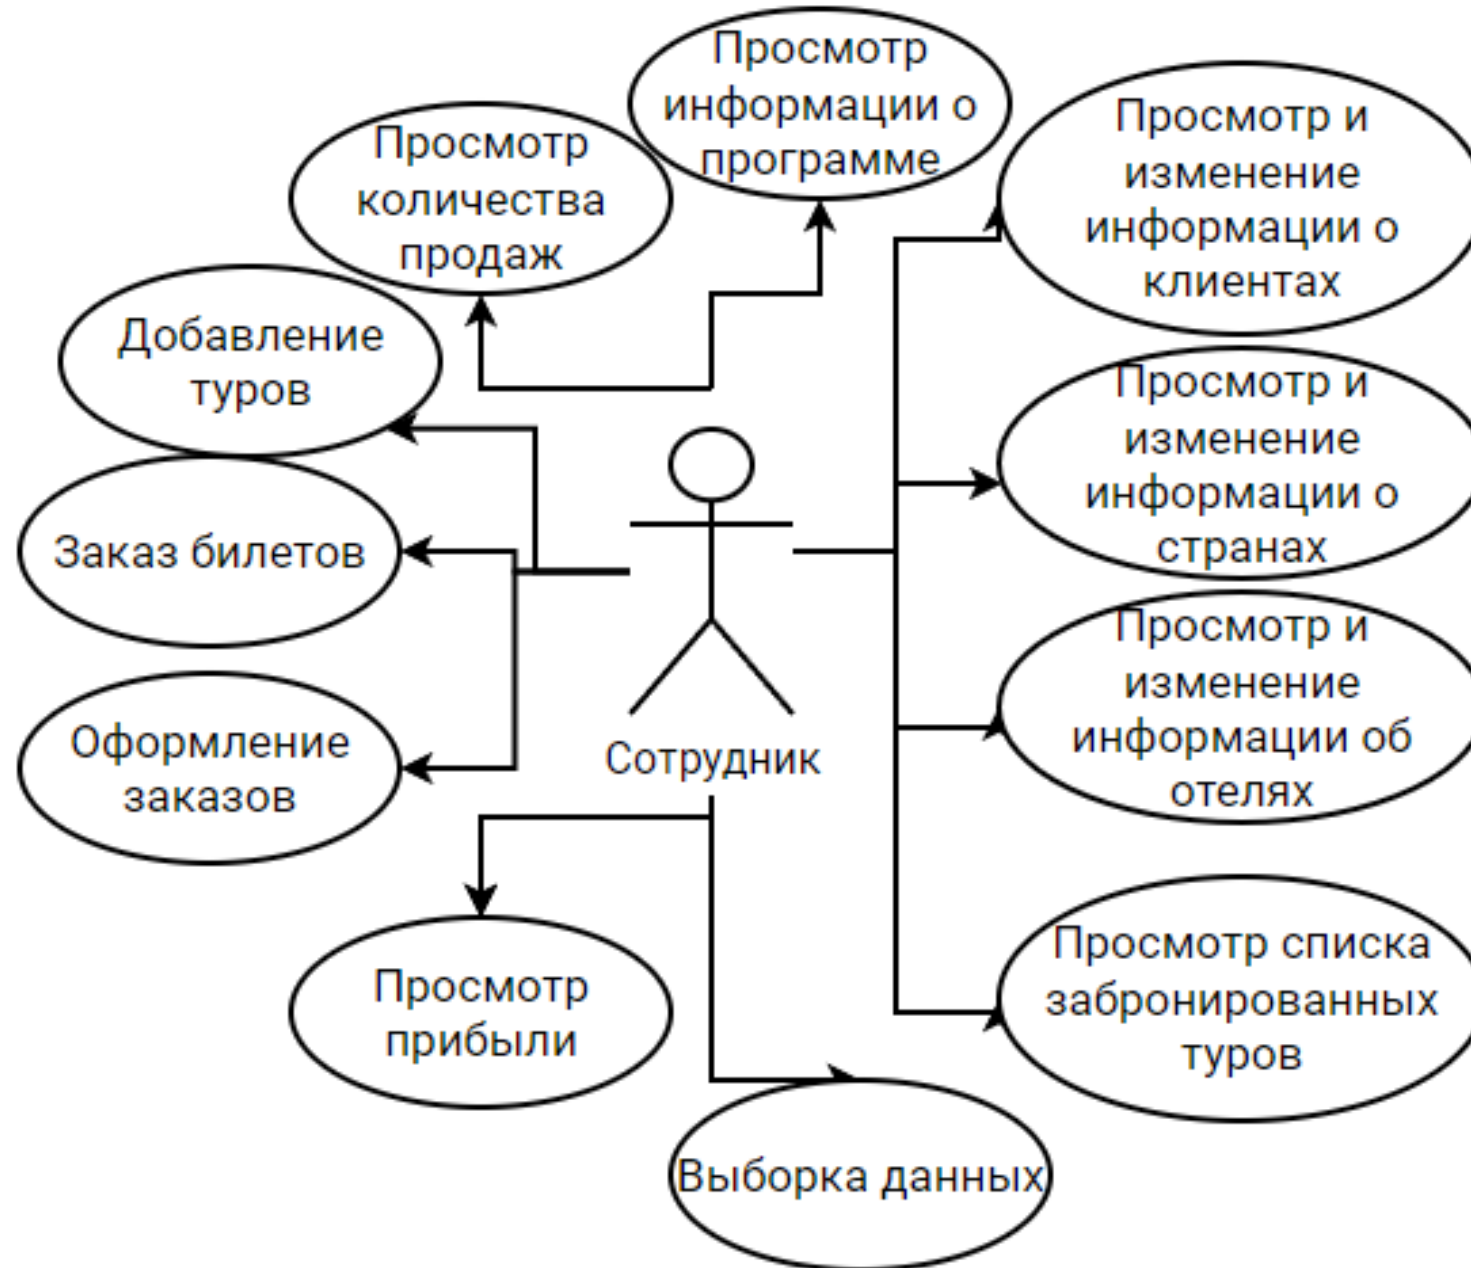 Просмотр
информации о
программе
Просмотр
количества
продаж
Просмотр и
изменение
информации о
клиентах
Добавление
туров
Просмотр и
изменение
информации о
странах
Заказ билетов
Просмотр и
изменение
информации об
отелях
Оформление
заказов
Сотрудник
Просмотр списка
забронированных
туров
Просмотр
прибыли
Выборка данных